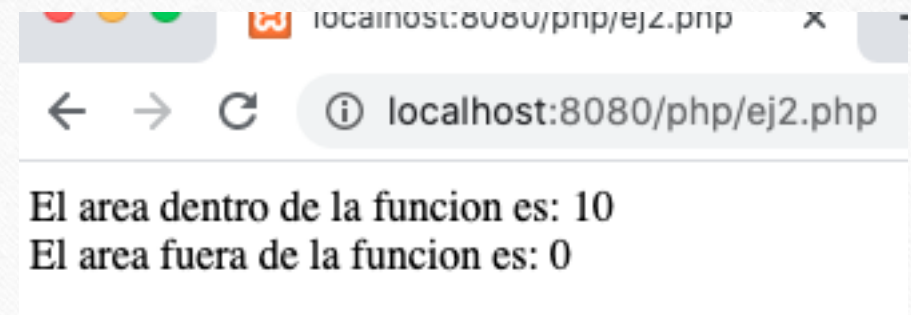 localhost:8080/php/ej2.php
localhost:8080/php/ej2.php
El area dentro de la funcion es: 10
El area fuera de la funcion es: 0